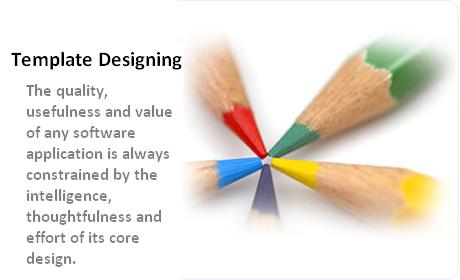 Template Designing
The quality,
usefulness and value
of any software
application is always
constrained by the
intelligence,
thoughtfulness and
effort of its core
design.